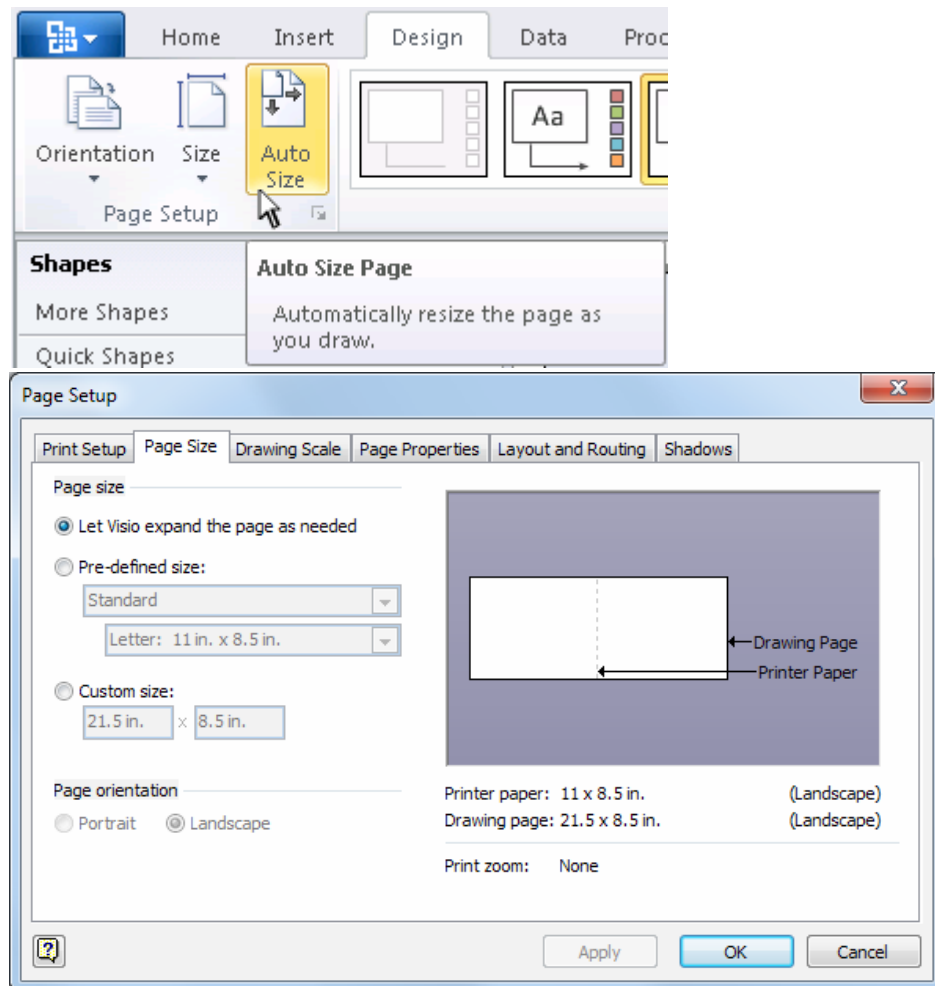 Home Insert Design Data Proc
Aa
Orientation Size Auto Size
Page Setup
Shapes
More Shapes
Quick Shapes
Auto Size Page
Automatically resize the page as
you draw.
Page Setup
Print Setup Page Size Drawing Scale Page Properties Layout and Routing Shadows
Page size
Let Visio expand the page as needed
Pre-defined size:
Standard
Letter: 11 in. x 8.5 in.
Custom size:
21.5 in. x 8.5 in.
Page orientation
Portrait Landscape
Drawing Page
Printer Paper
Printer paper: 11 x 8.5 in. (Landscape)
Drawing page: 21.5 x 8.5 in. (Landscape)
Print zoom: None
Apply OK Cancel